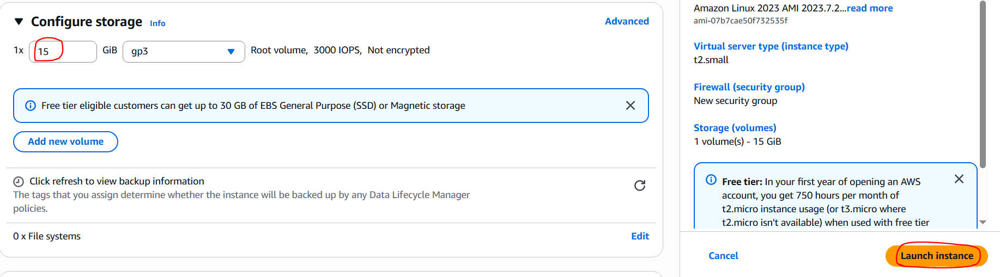 Configure storage Info
Advanced
1x 15 GiB gp3 Root volume, 3000 IOPS, Not encrypted
Free tier eligible customers can get up to 30 GB of EBS General Purpose (SSD) or Magnetic storage
Add new volume
Click refresh to view backup information
The tags that you assign determine whether the instance will be backed up by any Data Lifecycle Manager
policies.
0 x File systems
Edit
Amazon Linux 2023 AMI 2023.7.2...read more
ami-07b7cae50f732535f
Virtual server type (instance type)
t2.small
Firewall (security group)
New security group
Storage (volumes)
1 volume(s) - 15 GiB
Free tier: In your first year of opening an AWS
account, you get 750 hours per month of
t2.micro instance usage (or t3.micro where
t2.micro isn't available) when used with free tier
Cancel
Launch instance